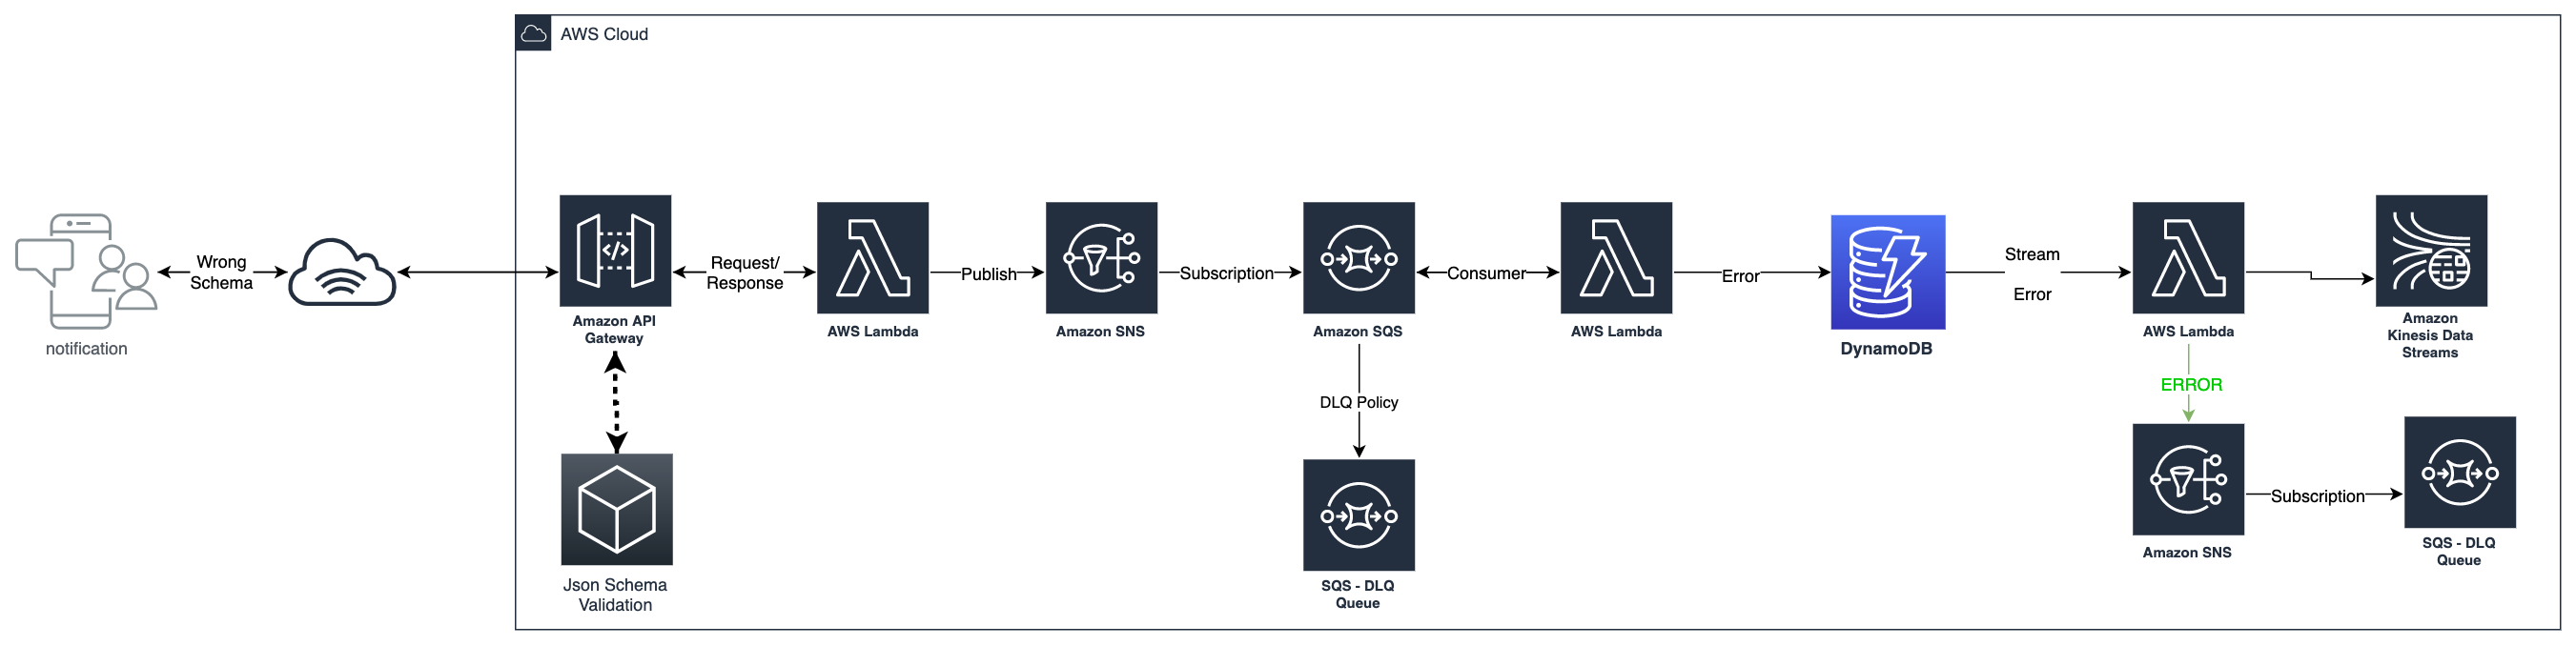 AWS Cloud
Wrong
Schema
notification
Amazon API
Gateway
Request/
Response
AWS Lambda
Publish
Amazon SNS
Subscription
Amazon SQS
Consumer
AWS Lambda
Error
DynamoDB
Stream
Error
AWS Lambda
Amazon
Kinesis Data
Streams
Json Schema
Validation
DLQ Policy
SQS - DLQ
Queue
ERROR
Amazon SNS
Subscription
SQS - DLQ
Queue